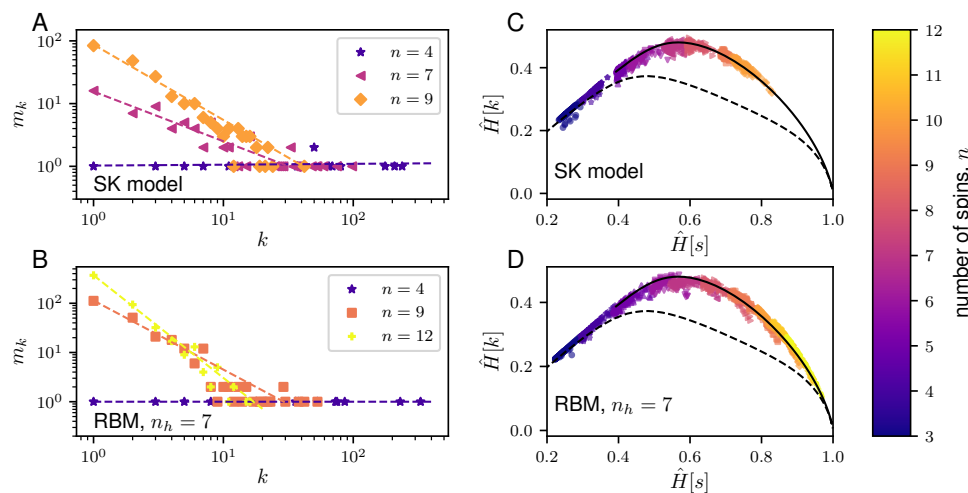 A
10^2
10^1
10^0
m_k
n = 4
n = 7
n = 9
SK model
10^0
10^1
10^2
k
B
10^2
10^1
10^0
m_k
n = 4
n = 9
n = 12
RBM, n_h = 7
10^0
10^1
10^2
k
C
0.4
0.2
0.0
Ĥ[k]
SK model
0.2
0.4
0.6
0.8
1.0
Ĥ[s]
D
0.4
0.2
0.0
Ĥ[k]
RBM, n_h = 7
0.2
0.4
0.6
0.8
1.0
Ĥ[s]
12
11
10
9
8
7
6
5
4
3
number of spins, n